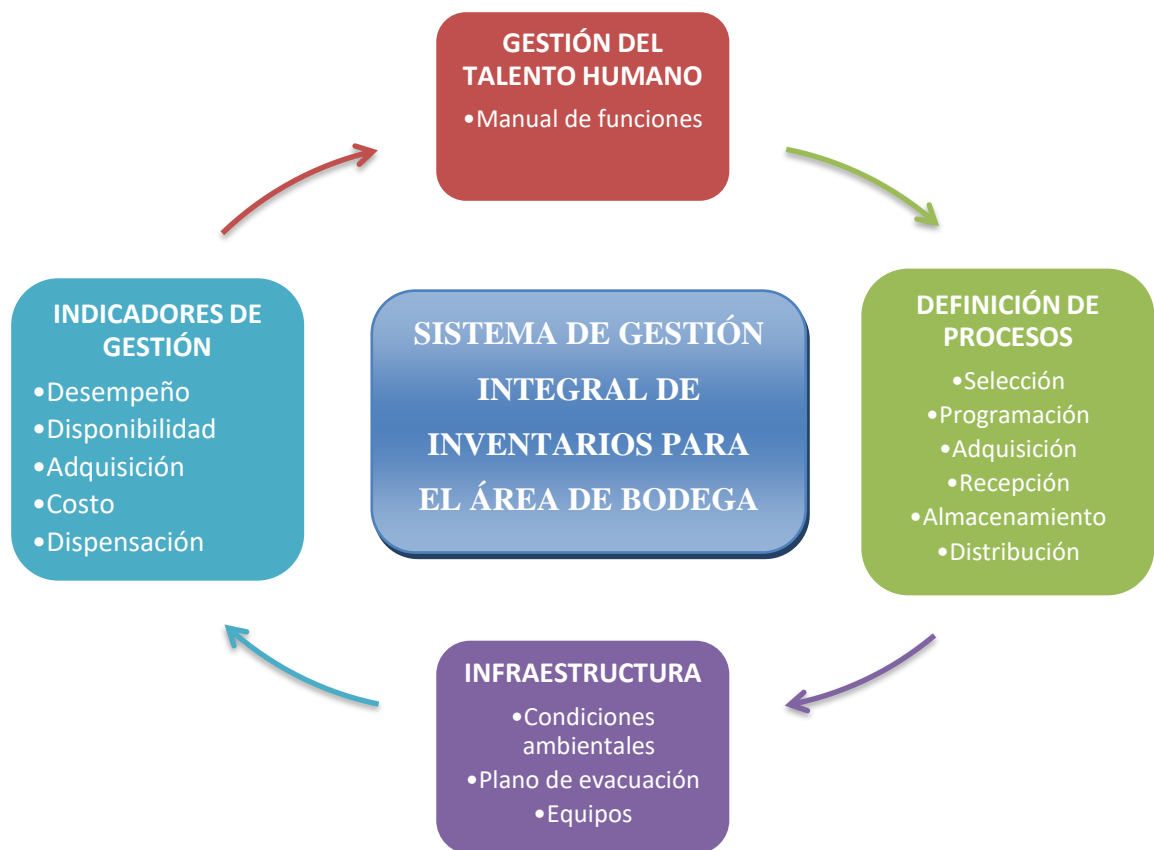 GESTIÓN DEL
TALENTO HUMANO
•Manual de funciones
INDICADORES DE
GESTIÓN
•Desempeño
•Disponibilidad
•Adquisición
•Costo
•Dispensación
SISTEMA DE GESTIÓN
INTEGRAL DE
INVENTARIOS PARA
EL ÁREA DE BODEGA
DEFINICIÓN DE
PROCESOS
•Selección
•Programación
•Adquisición
•Recepción
•Almacenamiento
•Distribución
INFRAESTRUCTURA
•Condiciones
ambientales
•Plano de evacuación
•Equipos